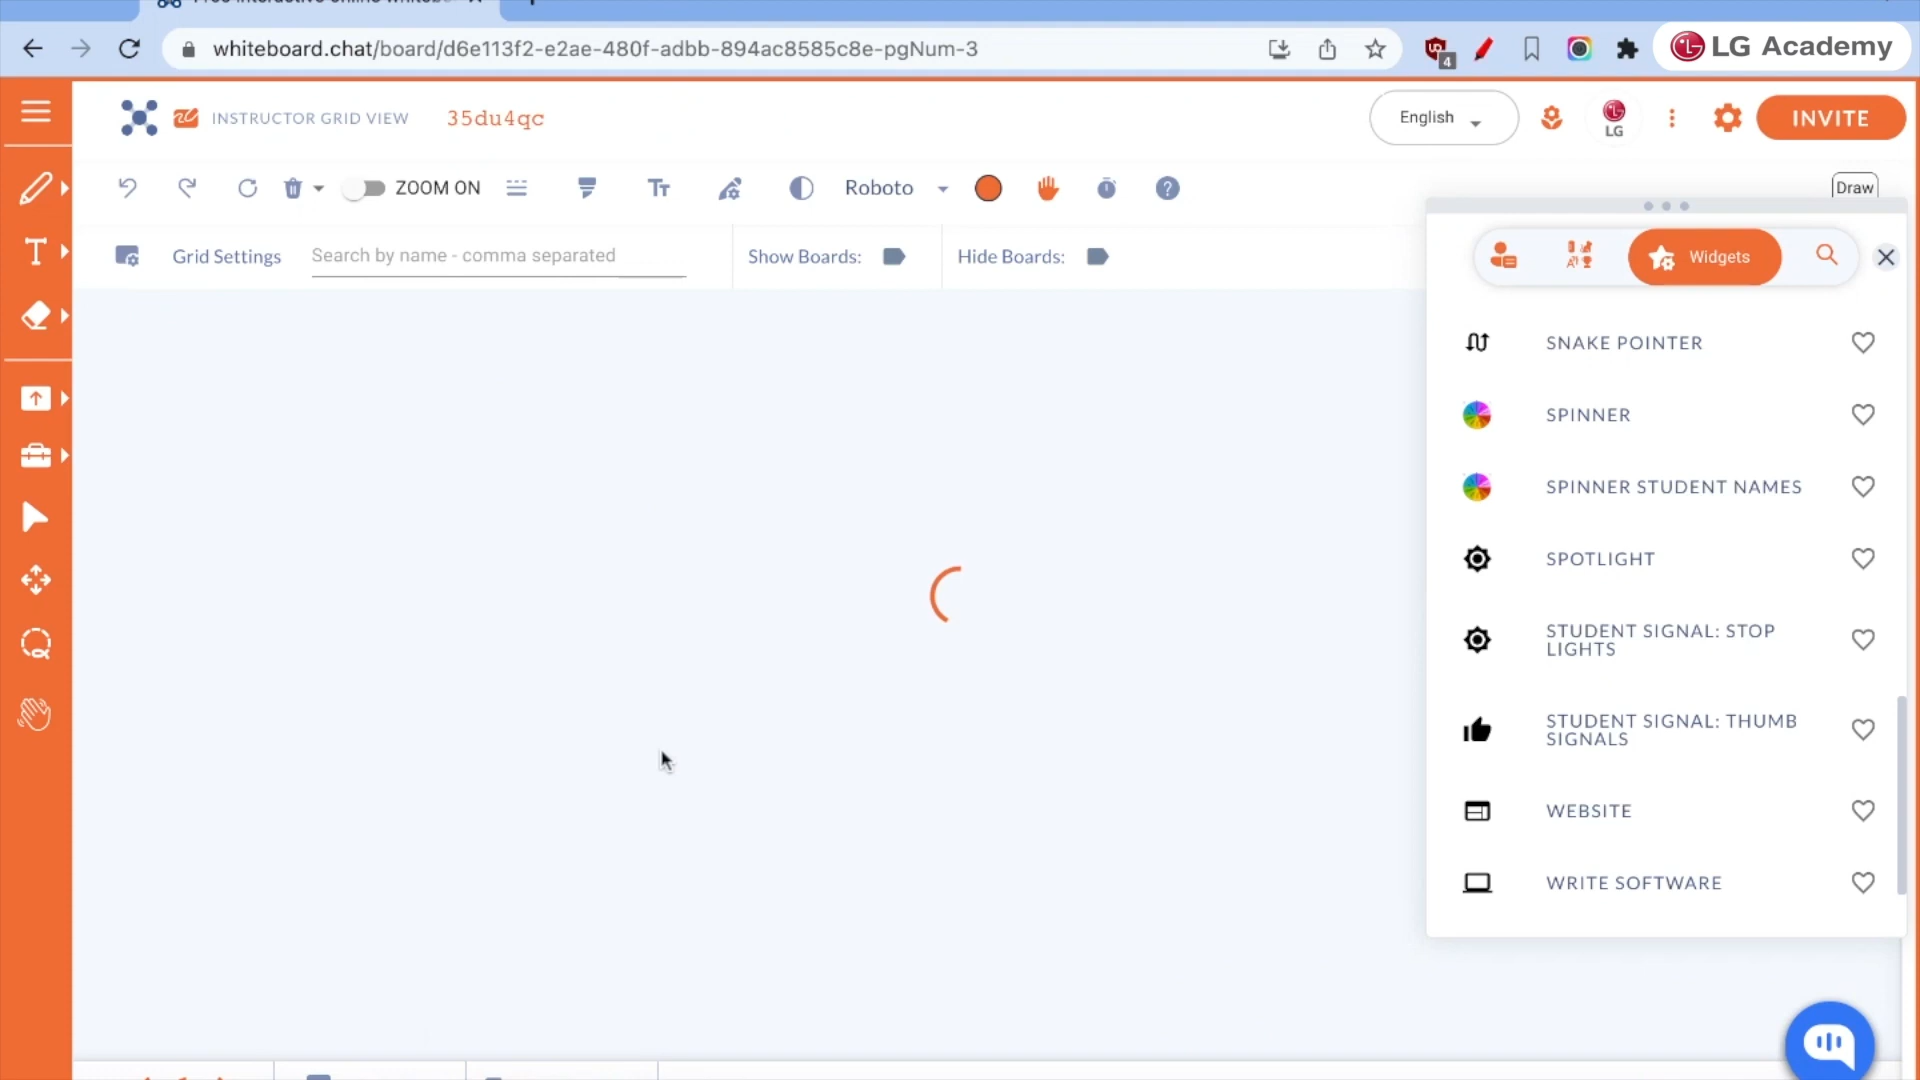 whiteboard.chat/board/d6e113f2-e2ae-480f-adbb-894ac8585c8e-pgNum-3
4
LG Academy
INSTRUCTOR GRID VIEW
35du4qc
English
LG
INVITE
ZOOM ON
Roboto
Draw
Grid Settings
Search by name - comma separated
Show Boards:
Hide Boards:
Widgets
SNAKE POINTER
SPINNER
SPINNER STUDENT NAMES
SPOTLIGHT
STUDENT SIGNAL: STOP
LIGHTS
STUDENT SIGNAL: THUMB
SIGNALS
WEBSITE
WRITE SOFTWARE